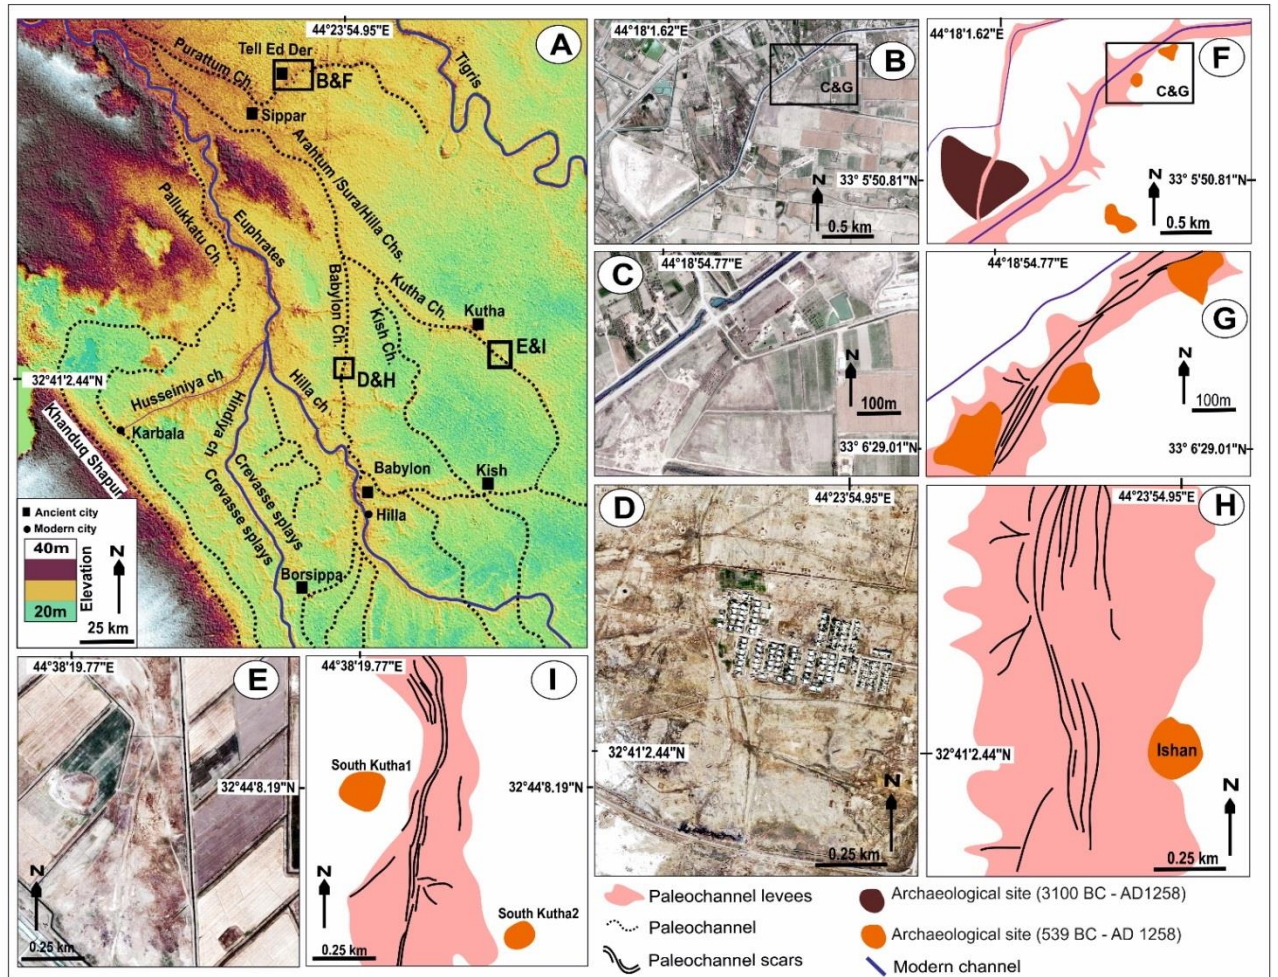 44°23'54.95"E
A
Purattum Ch.
Tell Ed Der
B&F
Sippar
Tigris
Arahtum /Sura/Hilla Chs.
Pallukkatu Ch.
Euphrates
Babylon Ch.
Kutha Ch.
Kish Ch.
Kutha
E&I
D&H
32°41'2.44"N
Husseiniya ch
Karbala
Khanduq Shapur
Hindiya ch
Hilla ch
Crevasse splays
Crevasse splays
Babylon
Kish
Hilla
Borsippa
Ancient city
Modern city
40m
20m
Elevation
N
25 km
44°18'1.62"E
B
C&G
33° 5'50.81"N
N
0.5 km
44°18'1.62"E
F
C&G
33° 5'50.81"N
N
0.5 km
C
44°18'54.77"E
N
100m
33° 6'29.01"N
44°18'54.77"E
G
N
100m
33° 6'29.01"N
D
44°23'54.95"E
32°41'2.44"N
N
0.25 km
44°23'54.95"E
H
32°41'2.44"N
Ishan
N
0.25 km
44°38'19.77"E
E
32°44'8.19"N
N
0.25 km
44°38'19.77"E
I
South Kutha1
32°44'8.19"N
N
South Kutha2
0.25 km
Paleochannel levees
Paleochannel
Paleochannel scars
Archaeological site (3100 BC - AD1258)
Archaeological site (539 BC - AD 1258)
Modern channel